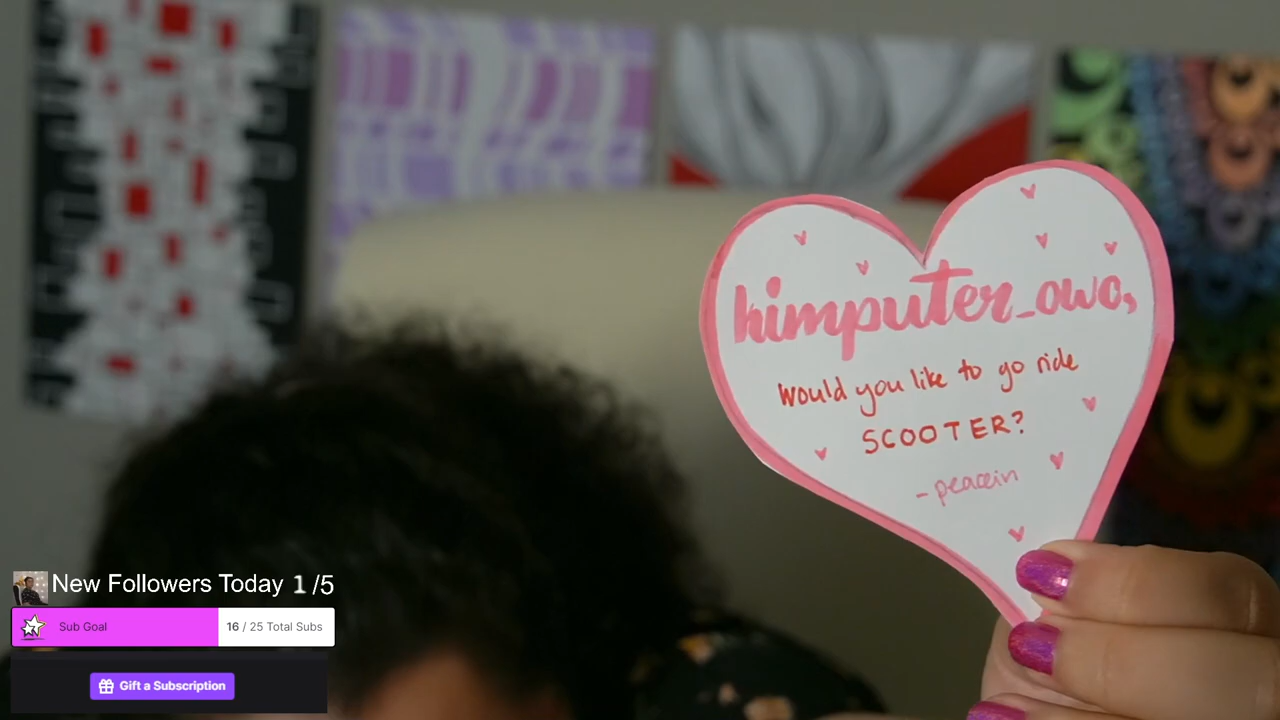 himputer_owo,
Would you like to go ride
SCOOTER?
-peacein
New Followers Today 1 /5
Sub Goal 16 / 25 Total Subs
Gift a Subscription